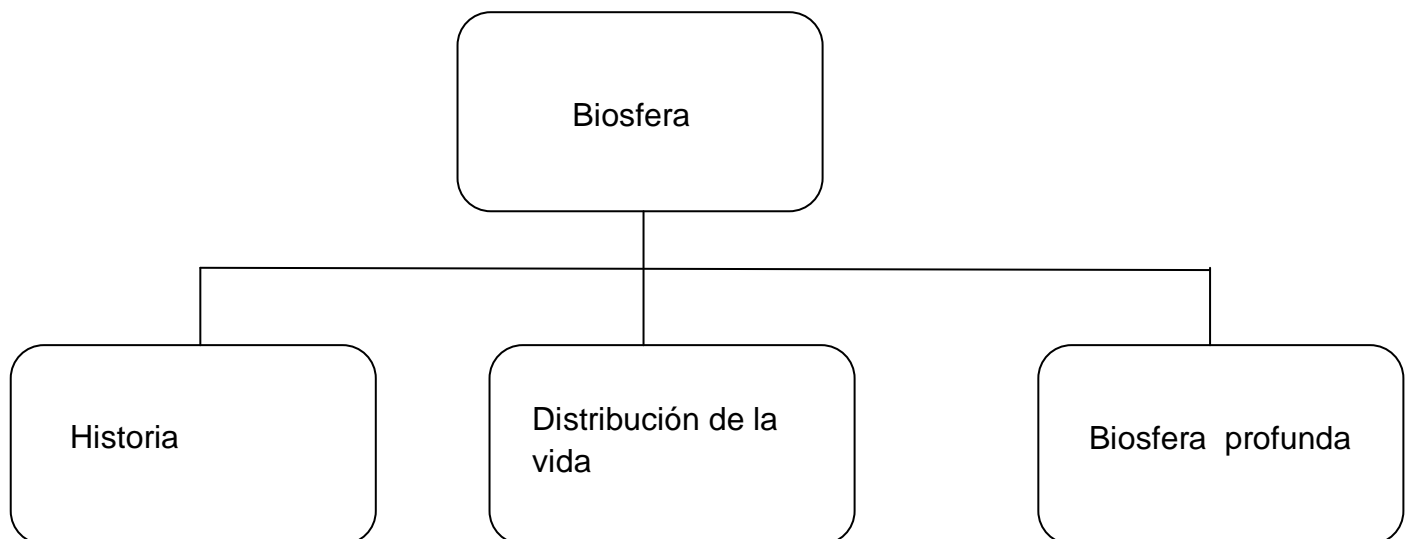 Biosfera
Historia
Distribución de la
vida
Biosfera profunda